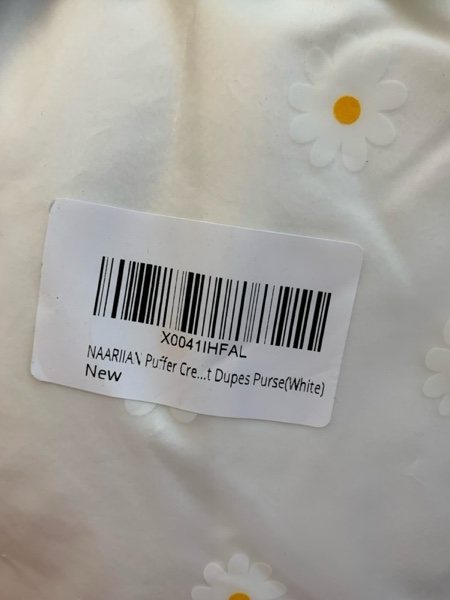 X0041IHFAL
NAARIIAN Puffer Cre...t Dupes Purse(White)
New